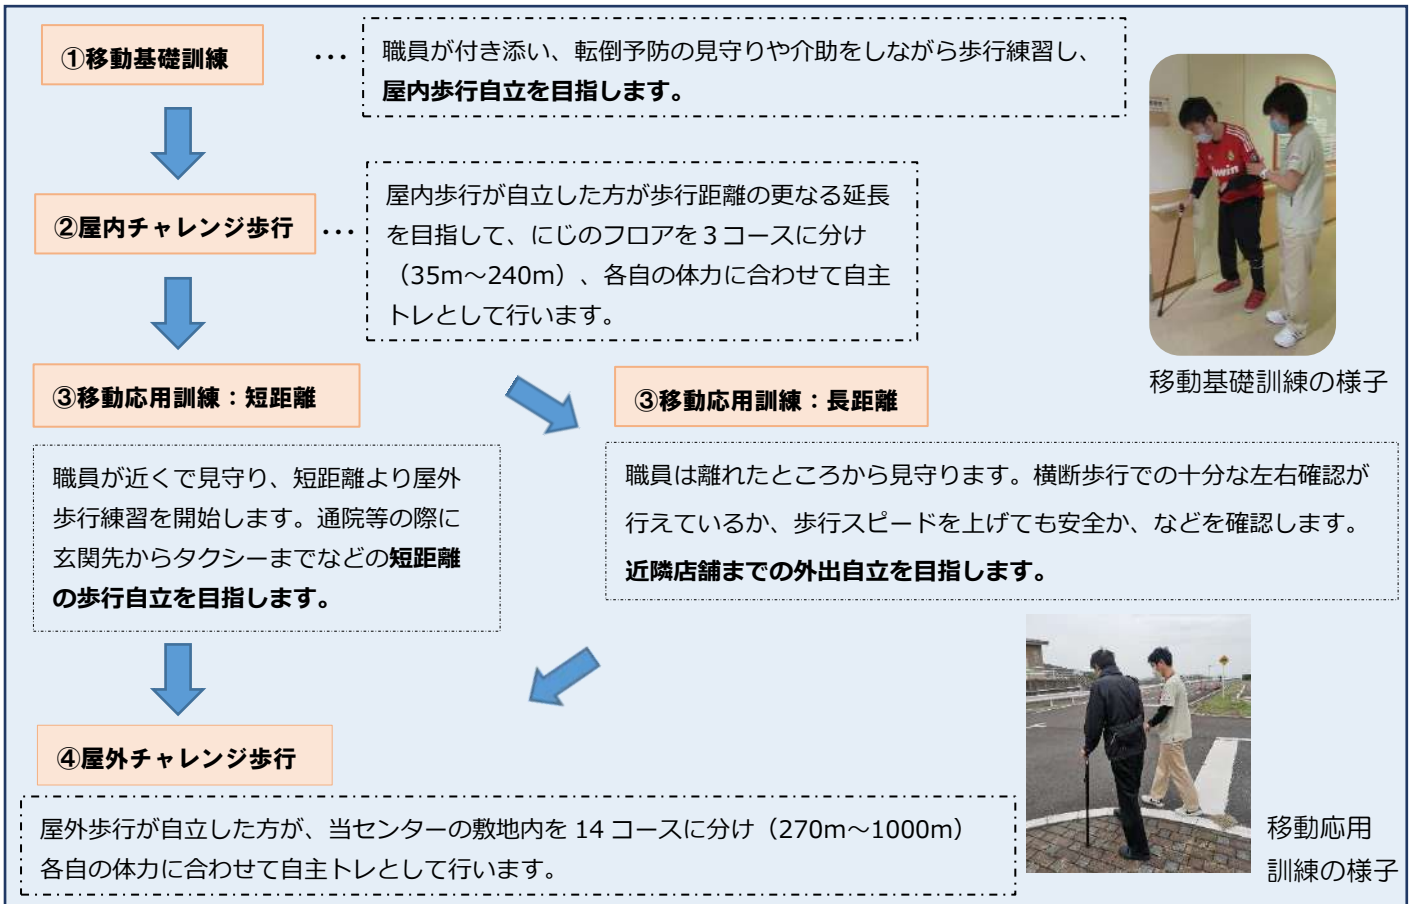 ①移動基礎訓練
・・・
職員が付き添い、転倒予防の見守りや介助をしながら歩行練習し、
屋内歩行自立を目指します。
②屋内チャレンジ歩行
・・・
屋内歩行が自立した方が歩行距離の更なる延長
を目指して、にじのフロアを3コースに分け
（35m～240m）、各自の体力に合わせて自主
トレとして行います。
移動基礎訓練の様子
③移動応用訓練：短距離
職員が近くで見守り、短距離より屋外
歩行練習を開始します。通院等の際に
玄関先からタクシーまでなどの短距離
の歩行自立を目指します。
③移動応用訓練：長距離
職員は離れたところから見守ります。横断歩行での十分な左右確認が
行えているか、歩行スピードを上げても安全か、などを確認します。
近隣店舗までの外出自立を目指します。
④屋外チャレンジ歩行
屋外歩行が自立した方が、当センターの敷地内を 14 コースに分け（270m～1000m）
各自の体力に合わせて自主トレとして行います。
移動応用
訓練の様子